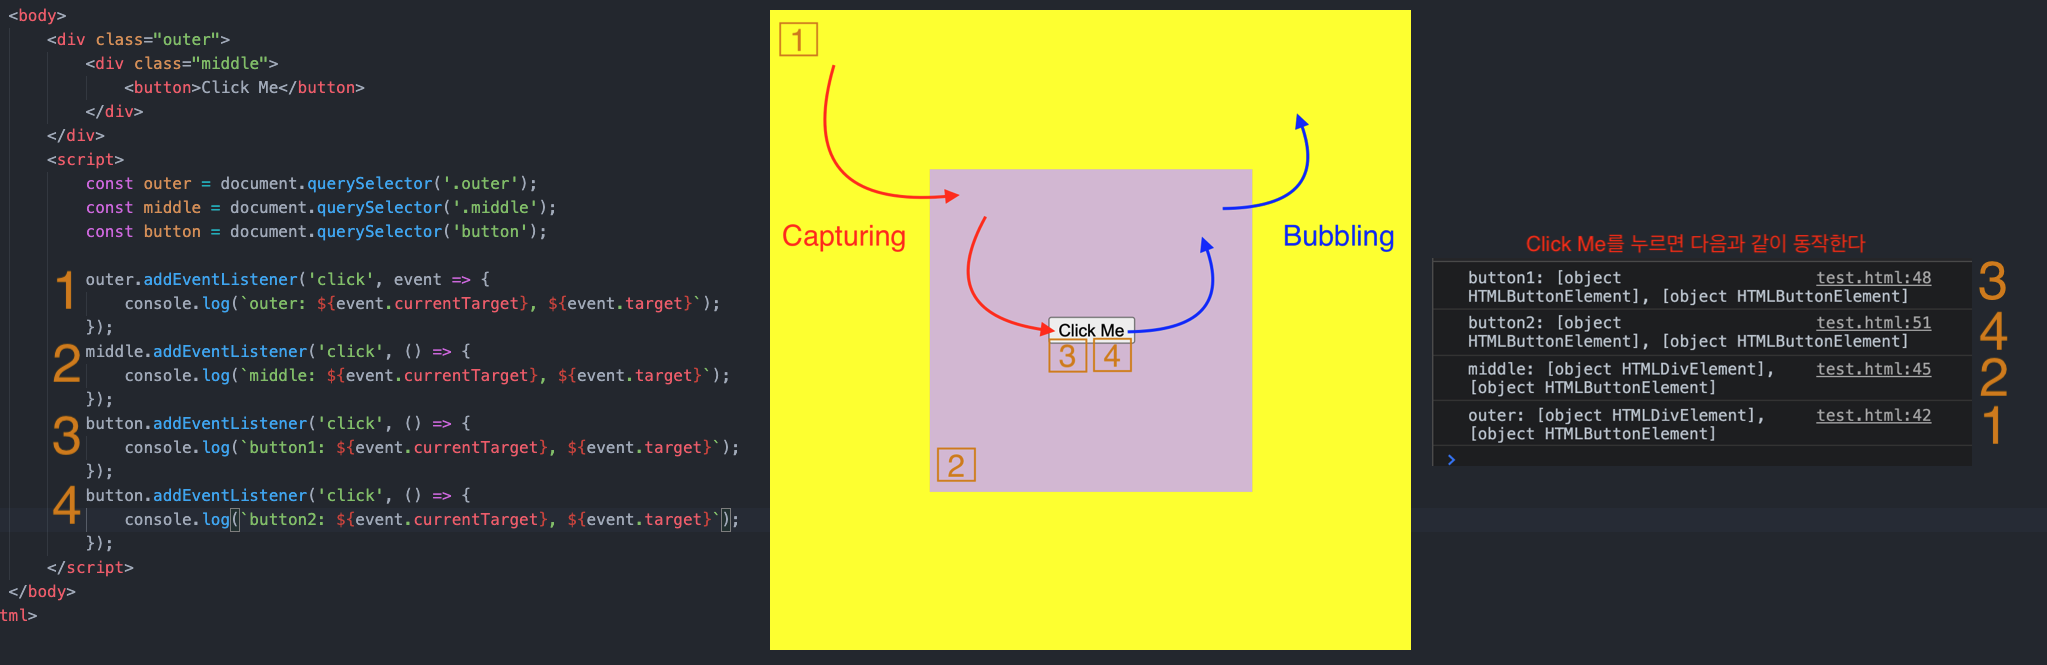 <body>
<div class="outer">
<div class="middle">
<button>Click Me</button>
</div>
</div>
<script>
const outer = document.querySelector('.outer');
const middle = document.querySelector('.middle');
const button = document.querySelector('button');
1
outer.addEventListener('click', event => {
console.log(`outer: ${event.currentTarget}, ${event.target}`);
});
2
middle.addEventListener('click', () => {
console.log(`middle: ${event.currentTarget}, ${event.target}`);
});
3
button.addEventListener('click', () => {
console.log(`button1: ${event.currentTarget}, ${event.target}`);
});
4
button.addEventListener('click', () => {
console.log(`button2: ${event.currentTarget}, ${event.target}`);
});
</script>
</body>
tml>
1
Capturing
Bubbling
Click Me
3 4
2
Click Me를 누르면 다음과 같이 동작한다
button1: [object test.html:48
HTMLButtonElement], [object HTMLButtonElement]
3
button2: [object test.html:51
HTMLButtonElement], [object HTMLButtonElement]
4
middle: [object HTMLDivElement], test.html:45
[object HTMLButtonElement]
2
outer: [object HTMLDivElement], test.html:42
[object HTMLButtonElement]
1
>